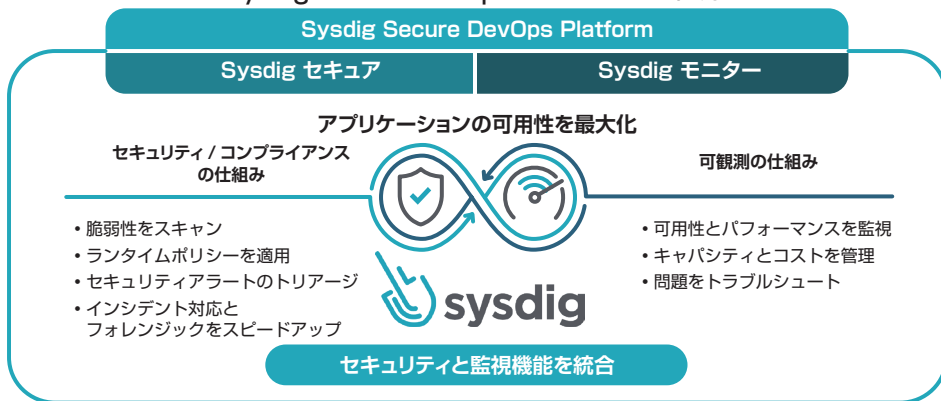 Sysdig Secure DevOps Platform
Sysdig セキュア
Sysdig モニター
アプリケーションの可用性を最大化
セキュリティ / コンプライアンス
の仕組み
可観測の仕組み
• 脆弱性をスキャン
• ランタイムポリシーを適用
• セキュリティアラートのトリアージ
• インシデント対応と
フォレンジックをスピードアップ
• 可用性とパフォーマンスを監視
• キャパシティとコストを管理
• 問題をトラブルシュート
sysdig
セキュリティと監視機能を統合